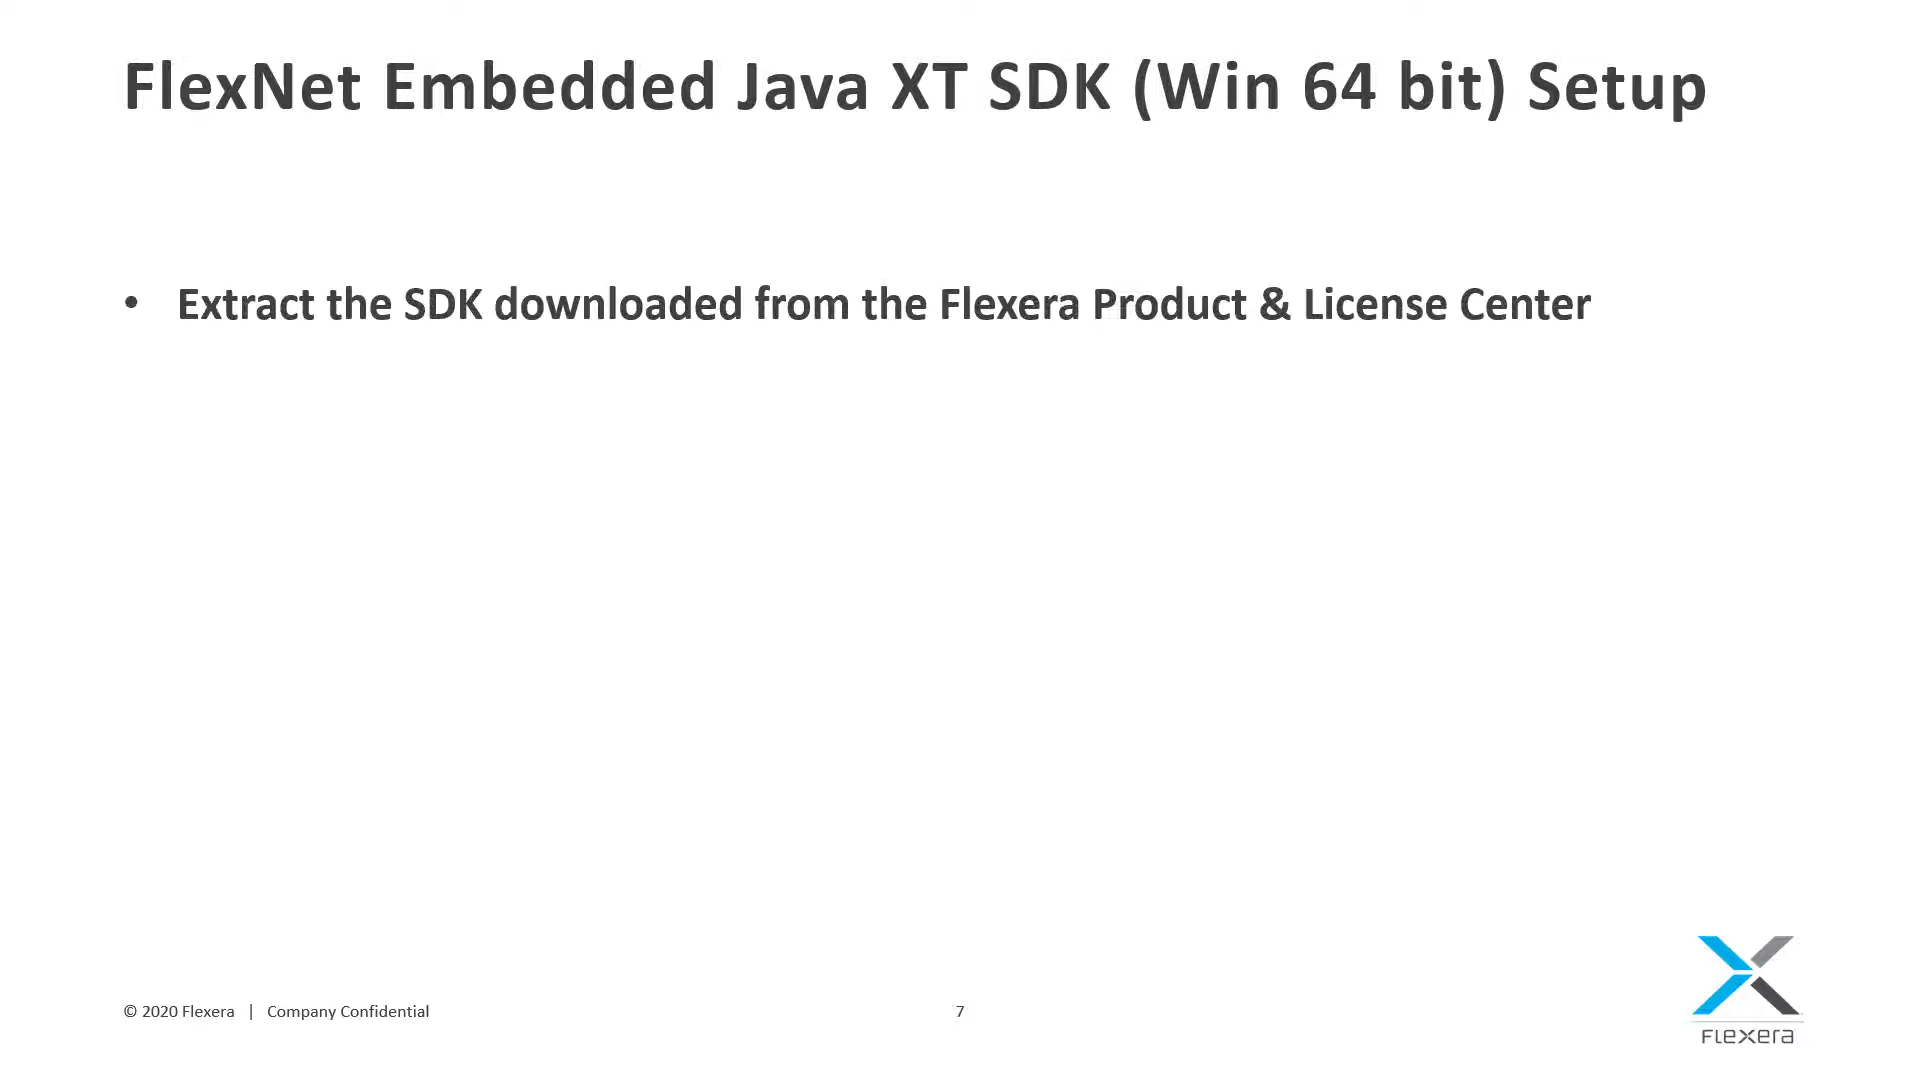 FlexNet Embedded Java XT SDK (Win 64 bit) Setup
• Extract the SDK downloaded from the Flexera Product & License Center
© 2020 Flexera | Company Confidential
7
FLEXERA